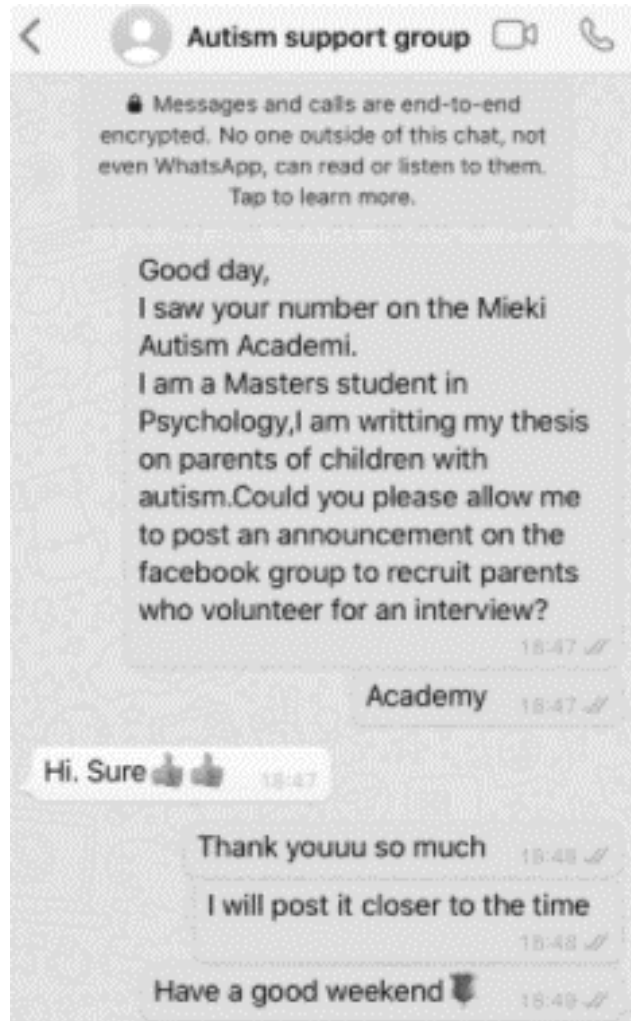 Autism support group
Messages and calls are end-to-end
encrypted. No one outside of this chat, not
even WhatsApp, can read or listen to them.
Tap to learn more.
Good day,
I saw your number on the Mieki
Autism Academi.
I am a Masters student in
Psychology,I am writting my thesis
on parents of children with
autism.Could you please allow me
to post an announcement on the
facebook group to recruit parents
who volunteer for an interview?
18:47
Academy 18:47
Hi. Sure👍👍 18:47
Thank youuu so much 18:48
I will post it closer to the time
18:48
Have a good weekend🌷 18:49